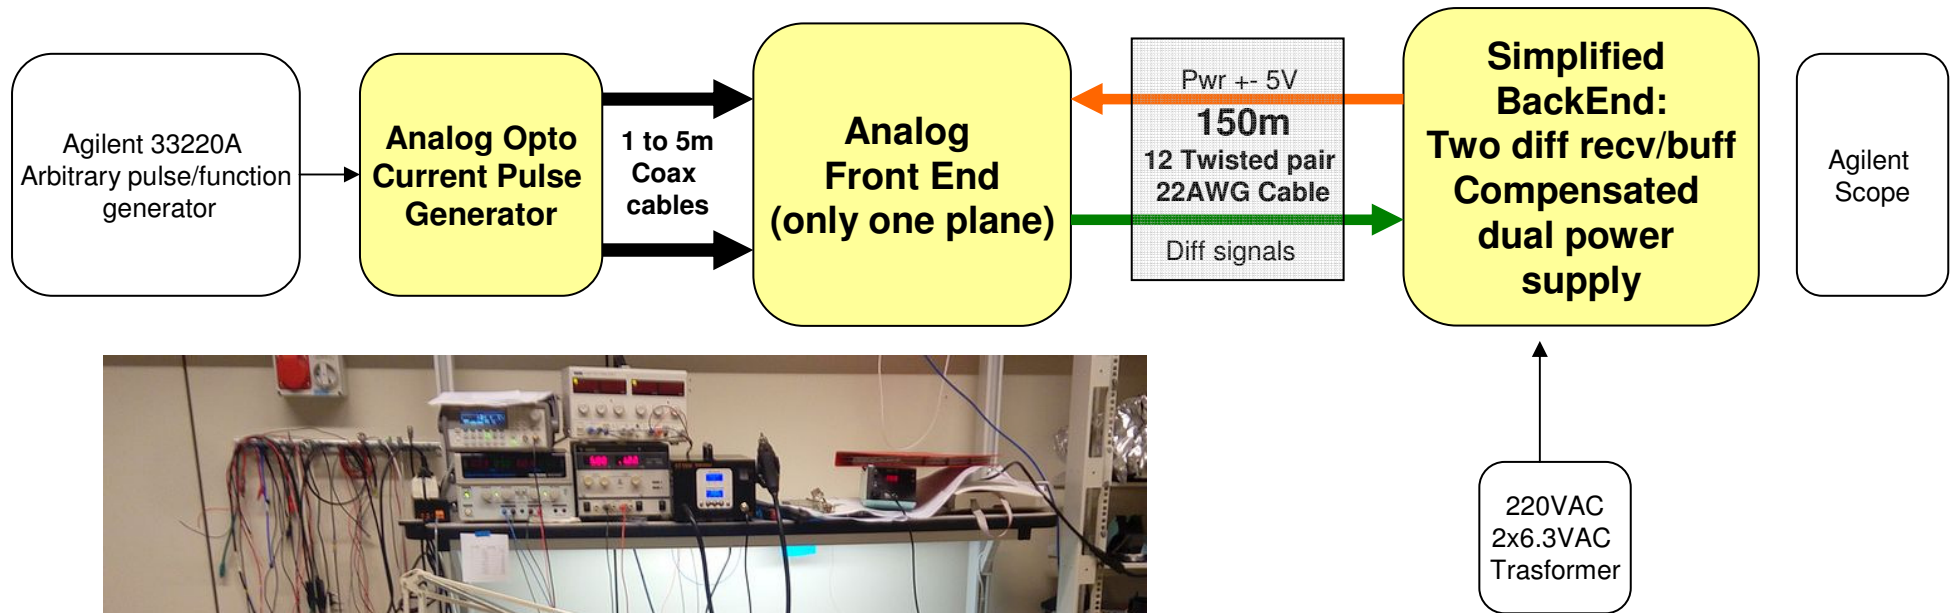 Agilent 33220A
Arbitrary pulse/function
generator
Analog Opto
Current Pulse
Generator
1 to 5m
Coax
cables
Analog
Front End
(only one plane)
Pwr +- 5V
150m
12 Twisted pair
22AWG Cable
Diff signals
Simplified
BackEnd:
Two diff recv/buff
Compensated
dual power
supply
Agilent
Scope
220VAC
2x6.3VAC
Trasformer